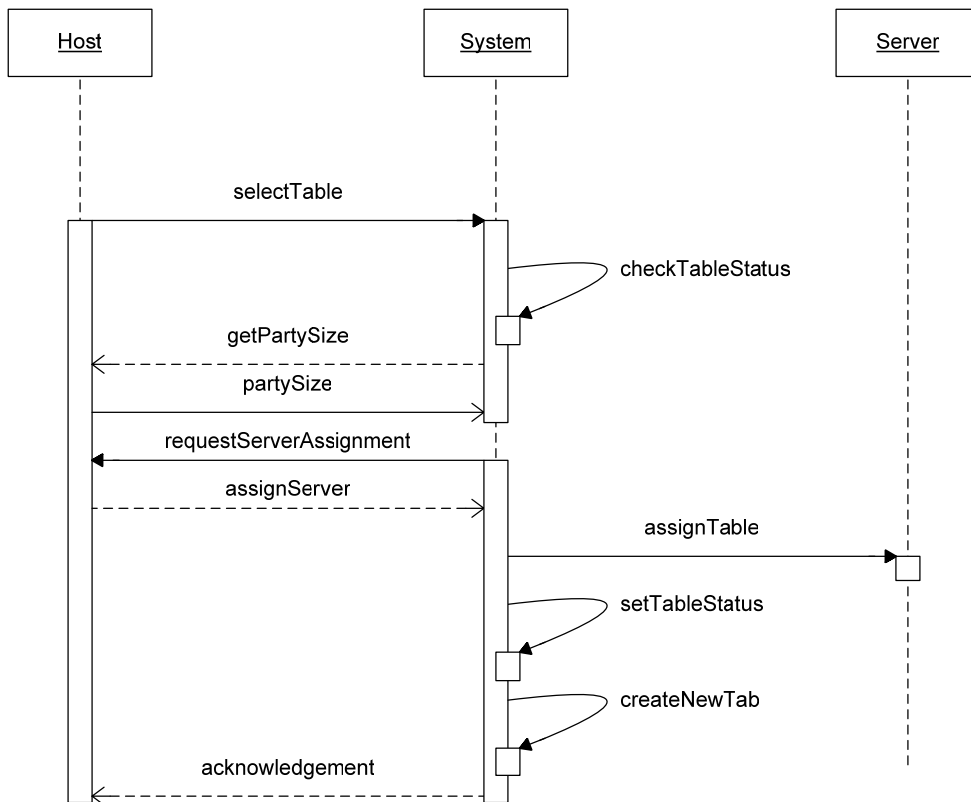 Host
System
Server
selectTable
checkTableStatus
getPartySize
partySize
requestServerAssignment
assignServer
assignTable
setTableStatus
createNewTab
acknowledgement